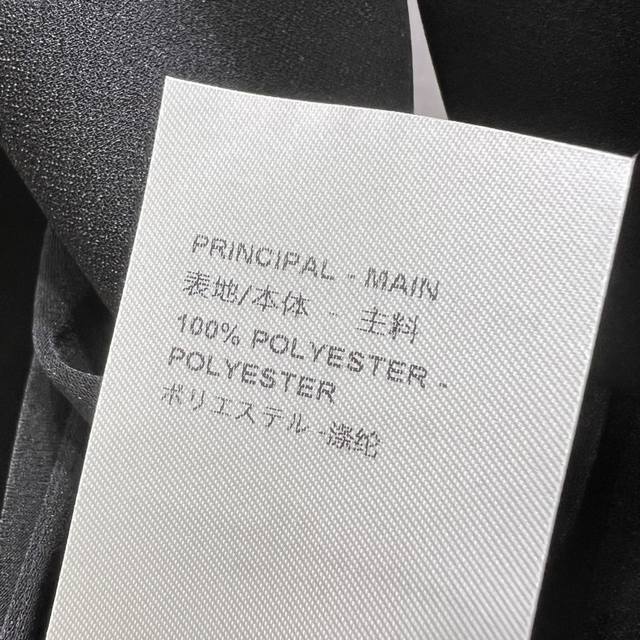 PRINCIPAL - MAIN
表地/本体 - 主料
100% POLYESTER -
POLYESTER
ポリエステル -涤纶